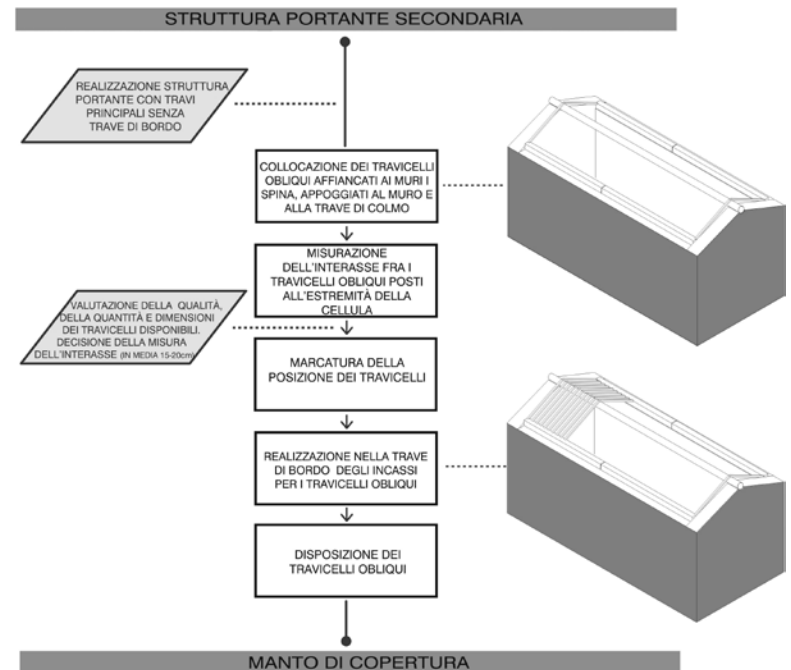 STRUTTURA PORTANTE SECONDARIA
REALIZZAZIONE STRUTTURA
PORTANTE CON TRAVI
PRINCIPALI SENZA
TRAVE DI BORDO
COLLOCAZIONE DEI TRAVICELLI
OBLIQUI AFFIANCATI AI MURI I
SPINA, APPOGGIATI AL MURO E
ALLA TRAVE DI COLMO
MISURAZIONE
DELL'INTERASSE FRA I
TRAVICELLI OBLIQUI POSTI
ALL'ESTREMITÀ DELLA
CELLULA
VALUTAZIONE DELLA QUALITÀ,
DELLA QUANTITÀ E DIMENSIONI
DEI TRAVICELLI DISPONIBILI.
DECISIONE DELLA MISURA
DELL'INTERASSE (IN MEDIA 15-20cm)
MARCATURA DELLA
POSIZIONE DEI TRAVICELLI
REALIZZAZIONE NELLA TRAVE
DI BORDO DEGLI INCASSI
PER I TRAVICELLI OBLIQUI
DISPOSIZIONE DEI
TRAVICELLI OBLIQUI
MANTO DI COPERTURA